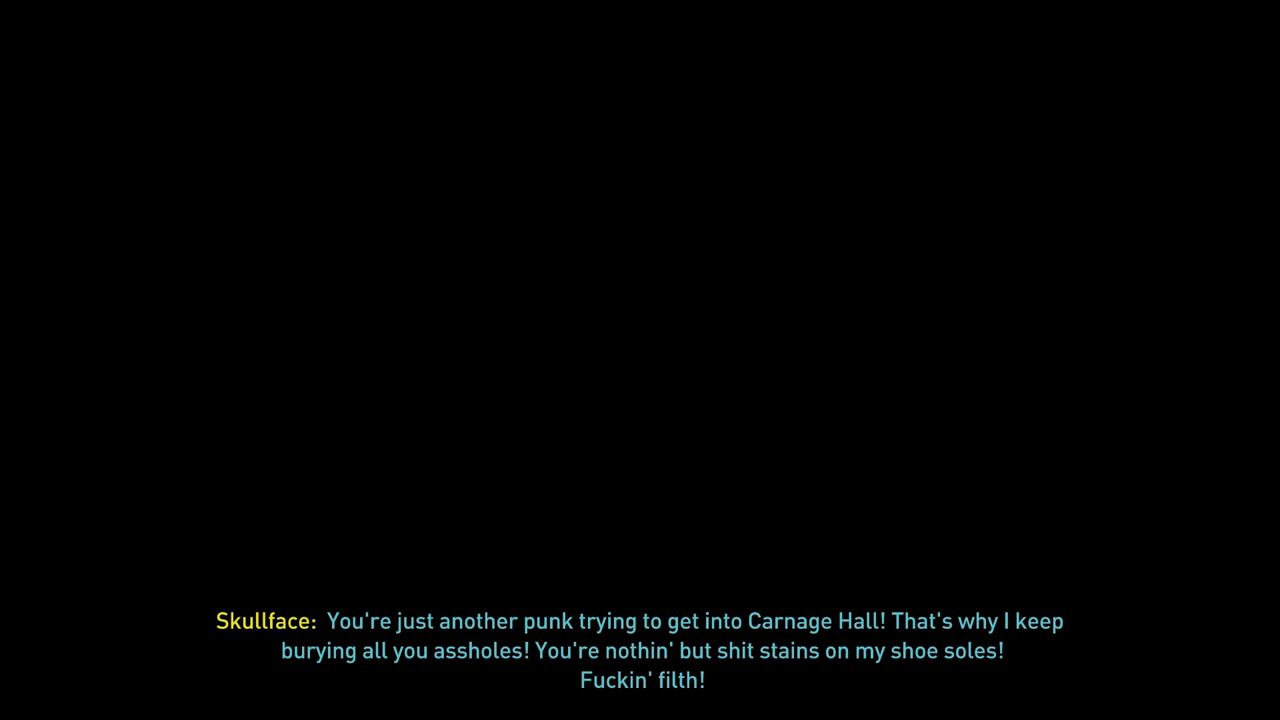 Skullface: You're just another punk trying to get into Carnage Hall! That's why I keep
burying all you assholes! You're nothin' but shit stains on my shoe soles!
Fuckin' filth!